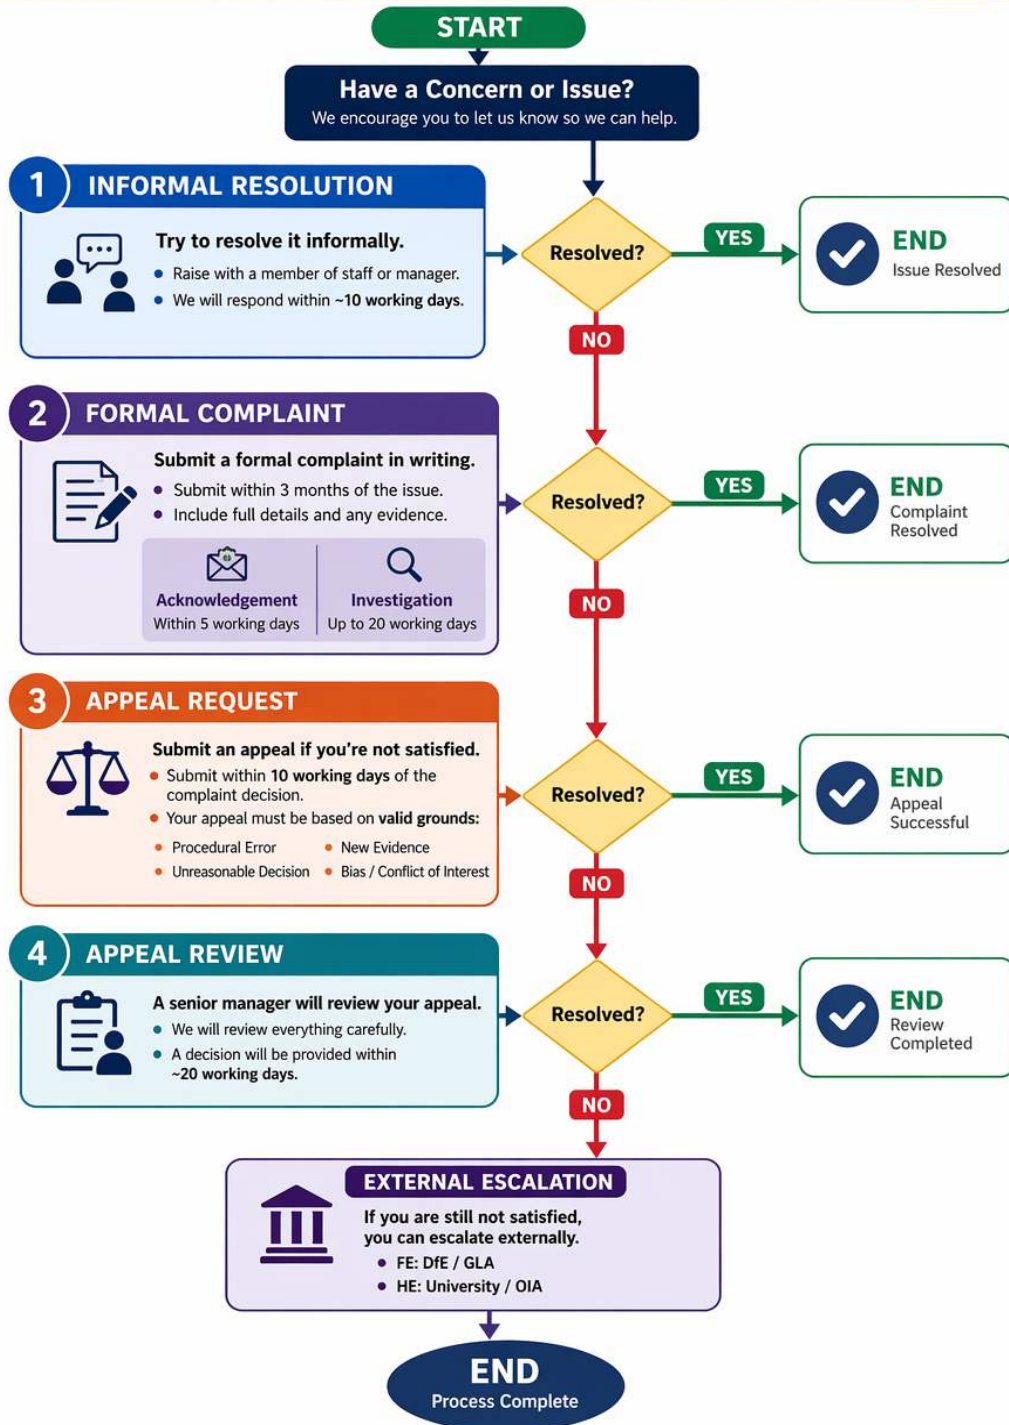 START
Have a Concern or Issue?
We encourage you to let us know so we can help.
1 INFORMAL RESOLUTION
Try to resolve it informally.
• Raise with a member of staff or manager.
• We will respond within ~10 working days.
Resolved?
YES
END
Issue Resolved
NO
2 FORMAL COMPLAINT
Submit a formal complaint in writing.
• Submit within 3 months of the issue.
• Include full details and any evidence.
Acknowledgement
Within 5 working days
Investigation
Up to 20 working days
Resolved?
YES
END
Complaint
Resolved
NO
3 APPEAL REQUEST
Submit an appeal if you're not satisfied.
• Submit within 10 working days of the
complaint decision.
• Your appeal must be based on valid grounds:
• Procedural Error
• New Evidence
• Unreasonable Decision
• Bias / Conflict of Interest
Resolved?
YES
END
Appeal
Successful
NO
4 APPEAL REVIEW
A senior manager will review your appeal.
• We will review everything carefully.
• A decision will be provided within
~20 working days.
Resolved?
YES
END
Review
Completed
NO
EXTERNAL ESCALATION
If you are still not satisfied,
you can escalate externally.
• FE: DfE / GLA
• HE: University / OIA
END
Process Complete